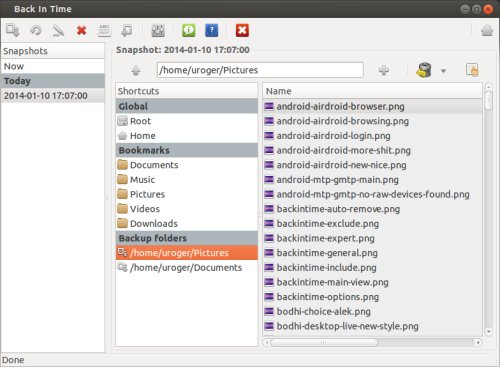 Back In Time
Snapshots
Now
Today
2014-01-10 17:07:00
Snapshot: 2014-01-10 17:07:00
/home/uroger/Pictures
Shortcuts
Global
Root
Home
Bookmarks
Documents
Music
Pictures
Videos
Downloads
Backup folders
/home/uroger/Pictures
/home/uroger/Documents
Name
android-airdroid-browser.png
android-airdroid-browsing.png
android-airdroid-login.png
android-airdroid-more-shit.png
android-airdroid-new-nice.png
android-mtp-gmtp-main.png
android-mtp-gmtp-no-raw-devices-found.png
backintime-auto-remove.png
backintime-exclude.png
backintime-expert.png
backintime-general.png
backintime-include.png
backintime-main-view.png
backintime-options.png
bodhi-choice-alek.png
bodhi-desktop-live-new-style.png
Done